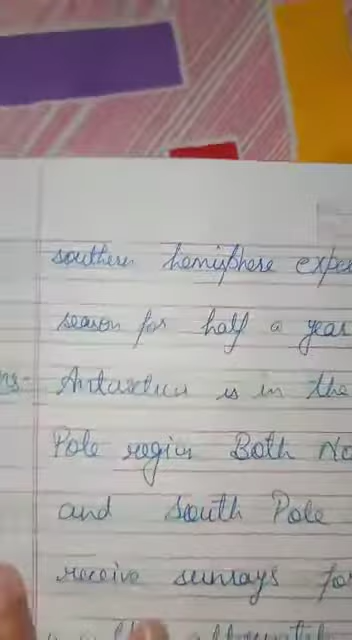 southern hemisphere expe
season for half a year
ns- Antarctica is in the
Pole region Both No
and South Pole
receive sunrays fo